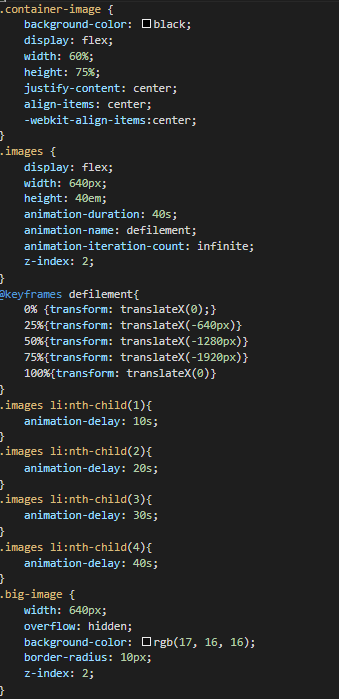 .container-image {
    background-color: black;
    display: flex;
    width: 60%;
    height: 75%;
    justify-content: center;
    align-items: center;
    -webkit-align-items:center;
}
.images {
    display: flex;
    width: 640px;
    height: 40em;
    animation-duration: 40s;
    animation-name: defilement;
    animation-iteration-count: infinite;
    z-index: 2;
}
@keyframes defilement{
    0% {transform: translateX(0);}
    25%{transform: translateX(-640px)}
    50%{transform: translateX(-1280px)}
    75%{transform: translateX(-1920px)}
    100%{transform: translateX(0)}
}
.images li:nth-child(1){
    animation-delay: 10s;
}
.images li:nth-child(2){
    animation-delay: 20s;
}
.images li:nth-child(3){
    animation-delay: 30s;
}
.images li:nth-child(4){
    animation-delay: 40s;
}
.big-image {
    width: 640px;
    overflow: hidden;
    background-color: rgb(17, 16, 16);
    border-radius: 10px;
    z-index: 2;